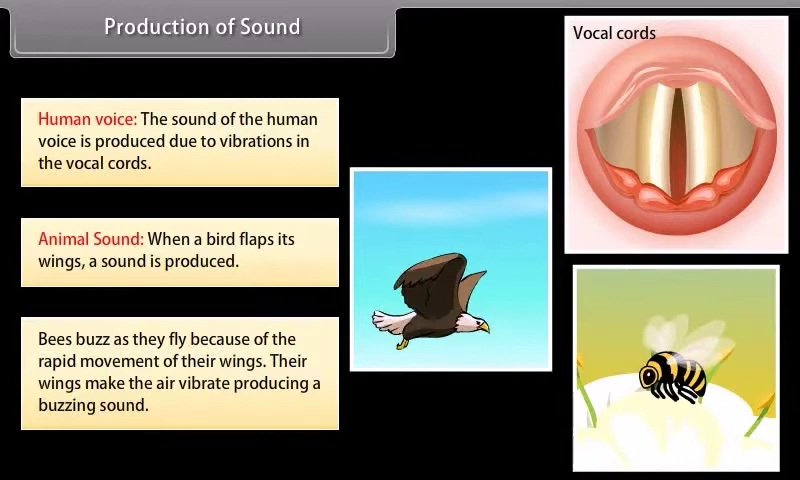 Production of Sound
Vocal cords
Human voice: The sound of the human
voice is produced due to vibrations in
the vocal cords.
Animal Sound: When a bird flaps its
wings, a sound is produced.
Bees buzz as they fly because of the
rapid movement of their wings. Their
wings make the air vibrate producing a
buzzing sound.